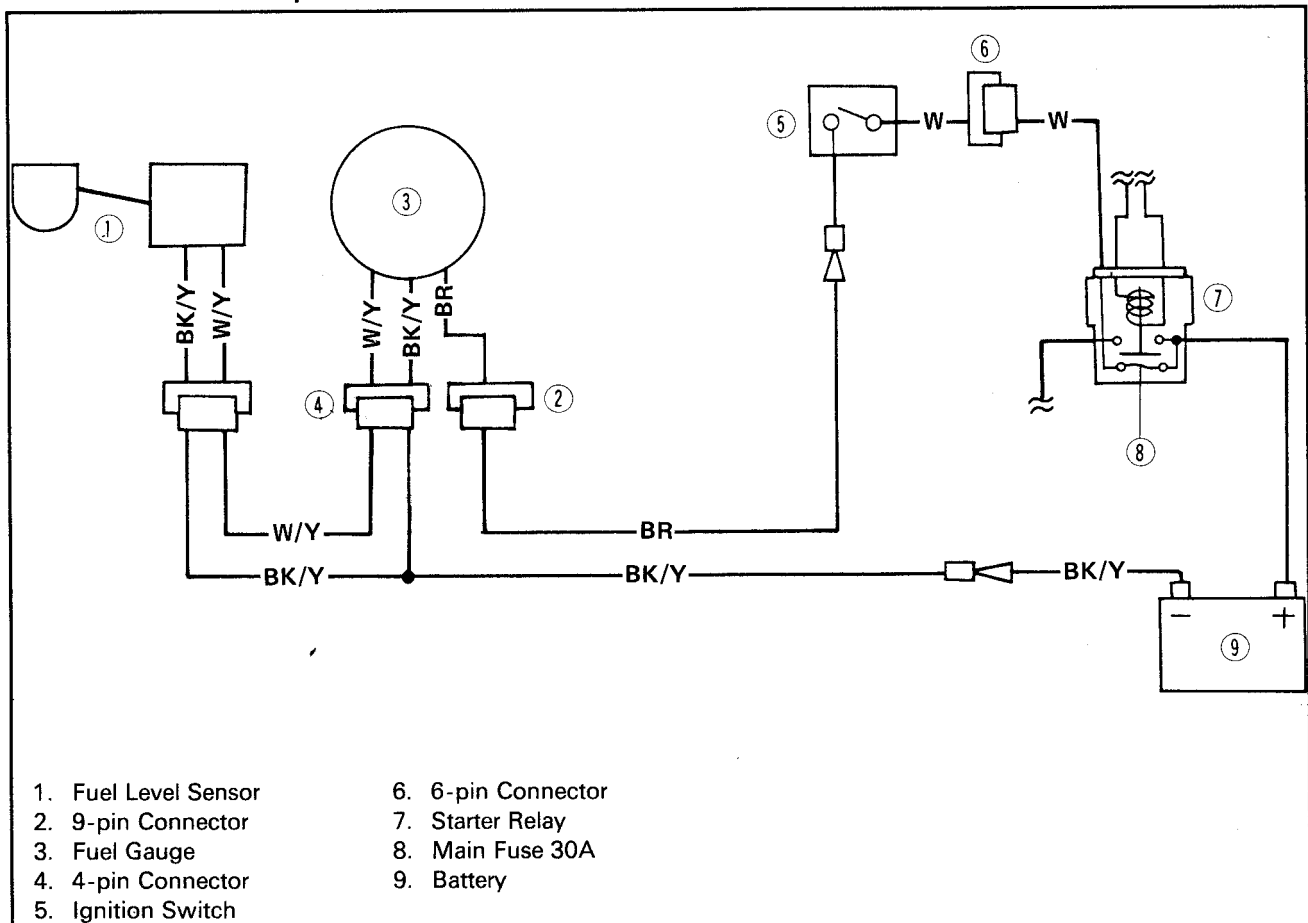 6
5
W
W
3
1
7
BK/Y
W/Y
W/Y
BK/Y
BR
4
2
8
W/Y
BR
BK/Y
BK/Y
BK/Y
- +
9
1. Fuel Level Sensor
2. 9-pin Connector
3. Fuel Gauge
4. 4-pin Connector
5. Ignition Switch
6. 6-pin Connector
7. Starter Relay
8. Main Fuse 30A
9. Battery